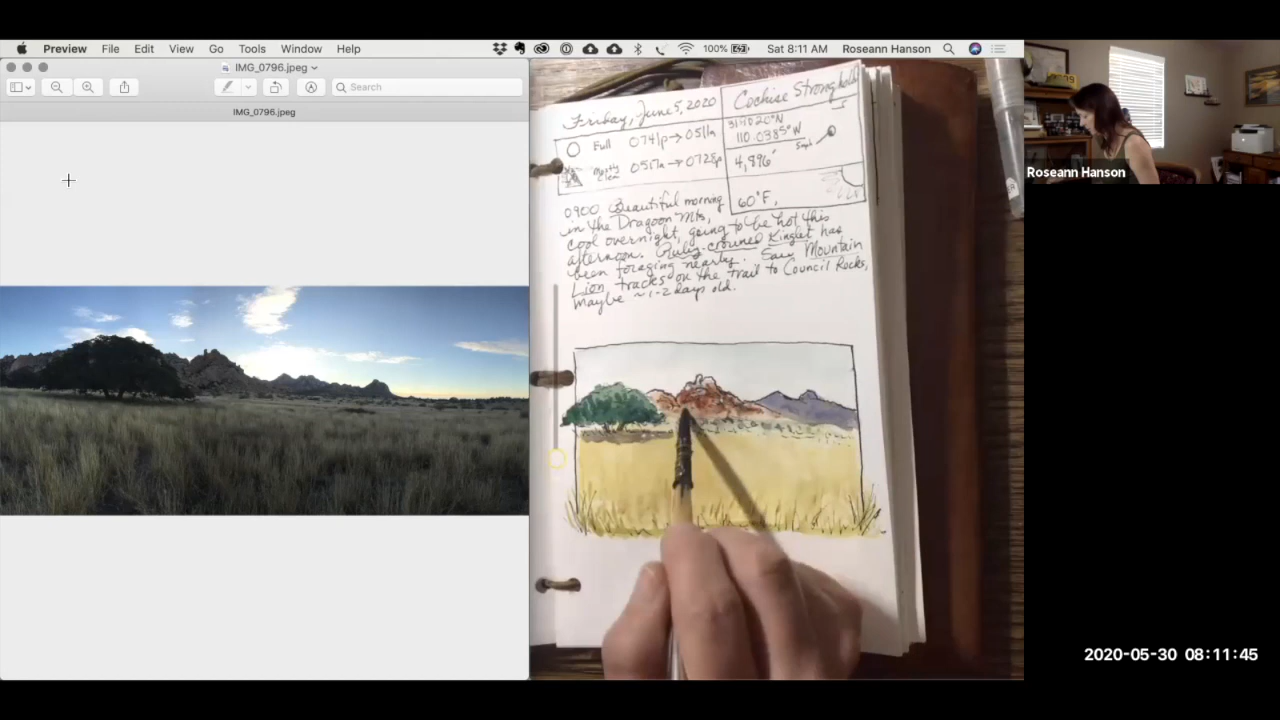 Preview File Edit View Go Tools Window Help
100% Sat 8:11 AM Roseann Hanson
IMG_0796.jpeg
Search
IMG_0796.jpeg
Friday, June 5, 2020
Cochise Stronghold
Full 0741p → 0511a
Mostly Clear 0517a → 0728p
110.0385°W
5mph
4,896'
60°F,
0900 Beautiful morning
in the Dragoon Mts,
cool overnight, going to be hot this
afternoon. Ruby-crowned Kinglet has
been foraging nearby. Saw Mountain
Lion tracks on the trail to Council Rocks,
Maybe ~1-2 days old.
Roseann Hanson
2020-05-30 08:11:45